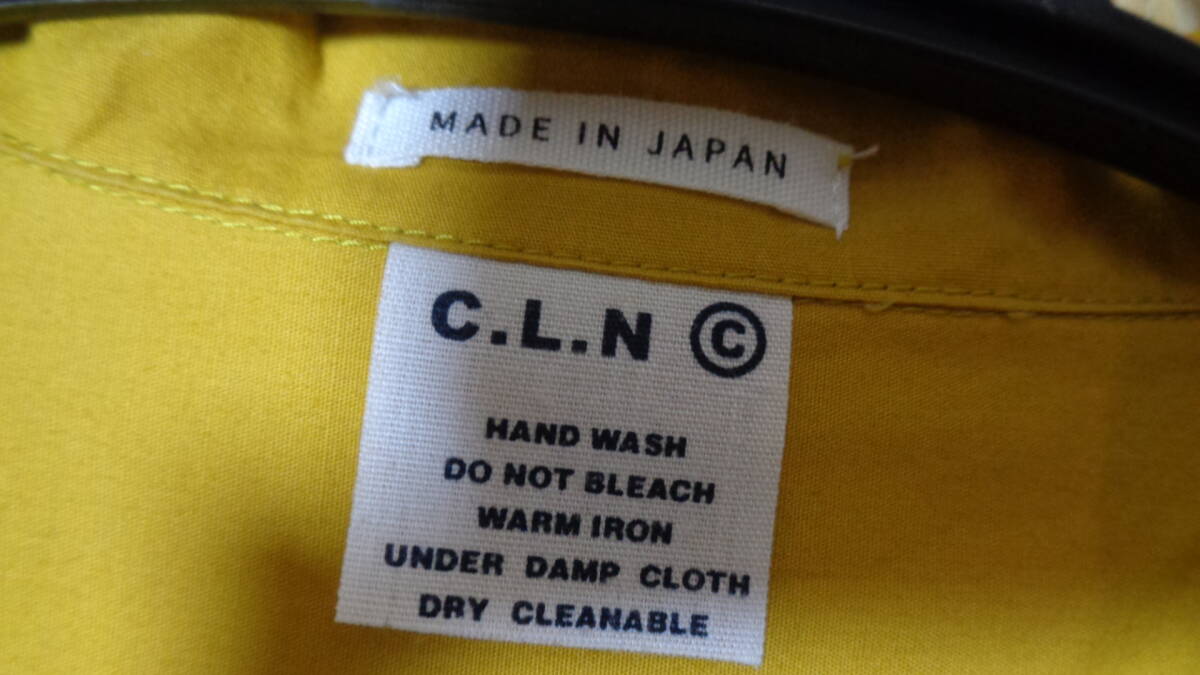 MADE IN JAPAN
C.L.N ©
HAND WASH
DO NOT BLEACH
WARM IRON
UNDER DAMP CLOTH
DRY CLEANABLE